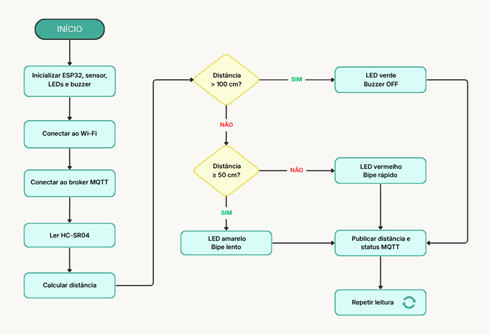 INÍCIO
Inicializar ESP32, sensor,
LEDs e buzzer
Conectar ao Wi-Fi
Conectar ao broker MQTT
Ler HC-SR04
Calcular distância
Distância
> 100 cm?
SIM
LED verde
Buzzer OFF
NÃO
Distância
≥ 50 cm?
NÃO
LED vermelho
Bipe rápido
SIM
LED amarelo
Bipe lento
Publicar distância e
status MQTT
Repetir leitura